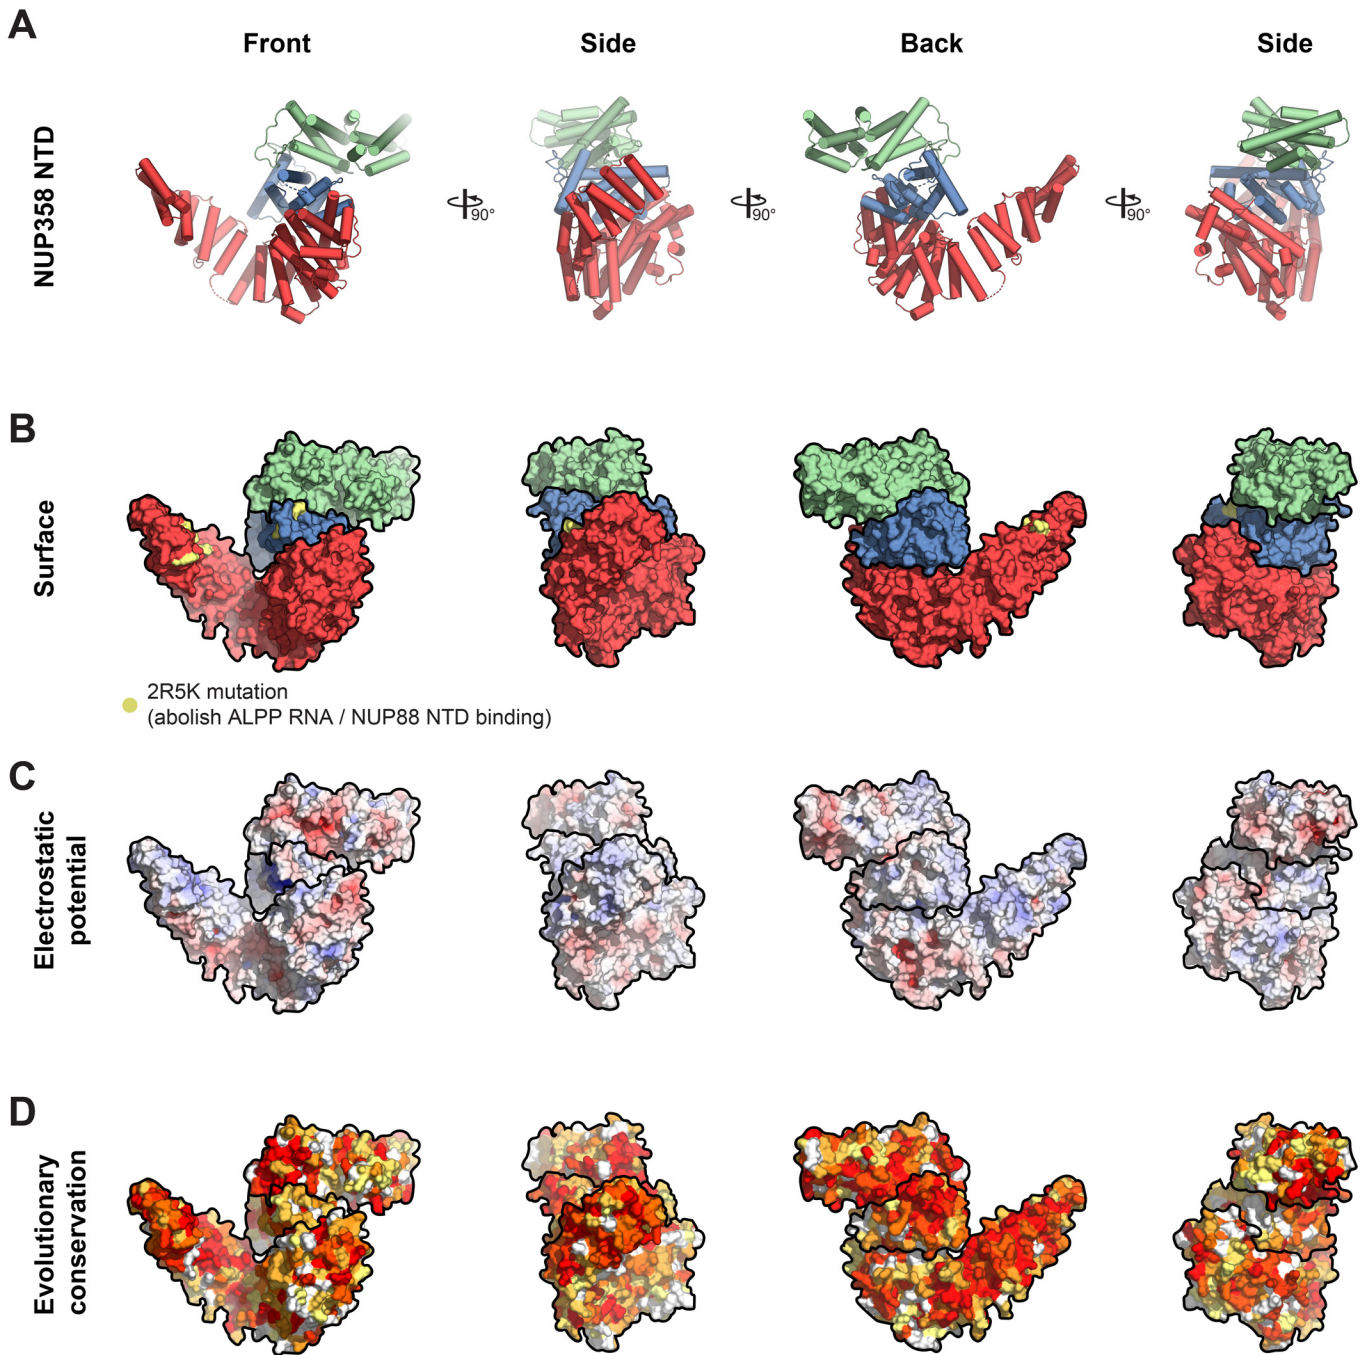 A
Front
Side
Back
Side
NUP358 NTD
90°
90°
90°
B
Surface
2R5K mutation
(abolish ALPP RNA / NUP88 NTD binding)
C
Electrostatic
potential
D
Evolutionary
conservation